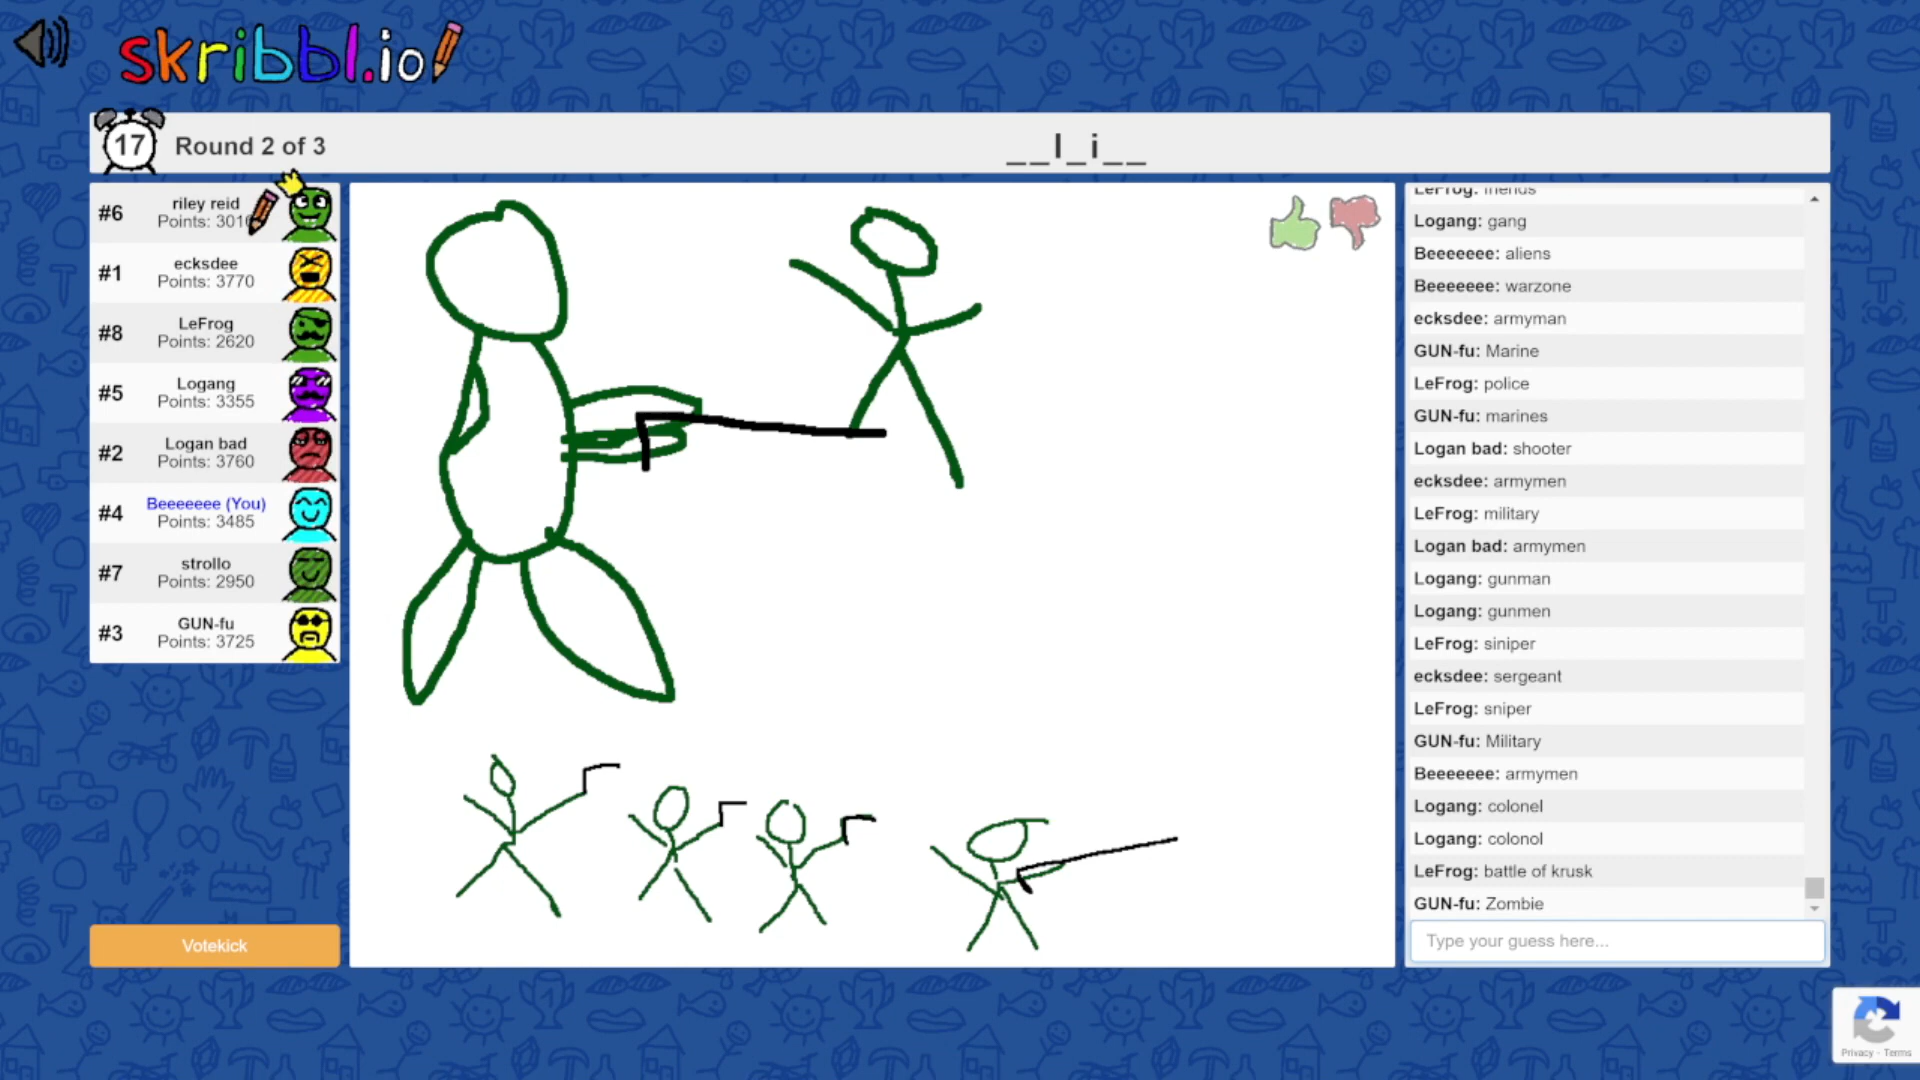 skribbl.io
17
Round 2 of 3
__l_i__
#6
riley reid
Points: 3010
#1
ecksdee
Points: 3770
#8
LeFrog
Points: 2620
#5
Logang
Points: 3355
#2
Logan bad
Points: 3760
#4
Beeeeeee (You)
Points: 3485
#7
strollo
Points: 2950
#3
GUN-fu
Points: 3725
Votekick
LeFrog: friends
Logang: gang
Beeeeeee: aliens
Beeeeeee: warzone
ecksdee: armyman
GUN-fu: Marine
LeFrog: police
GUN-fu: marines
Logan bad: shooter
ecksdee: armymen
LeFrog: military
Logan bad: armymen
Logang: gunman
Logang: gunmen
LeFrog: siniper
ecksdee: sergeant
LeFrog: sniper
GUN-fu: Military
Beeeeeee: armymen
Logang: colonel
Logang: colonol
LeFrog: battle of krusk
GUN-fu: Zombie
Type your guess here...
Privacy - Terms